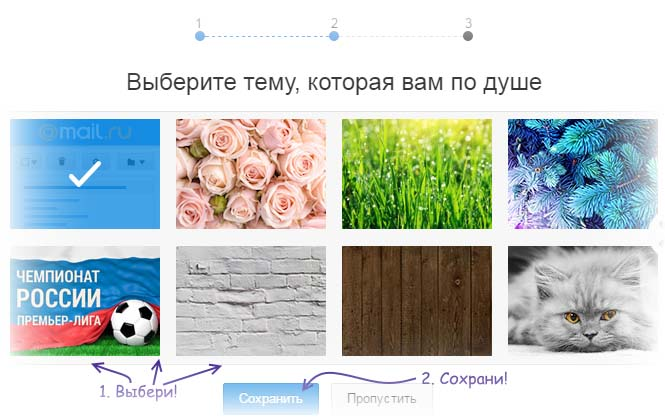 1 2 3
Выберите тему, которая вам по душе
@mail.ru
ЧЕМПИОНАТ
РОССИИ
ПРЕМЬЕР-ЛИГА
1. Выбери!
2. Сохрани!
Сохранить Пропустить